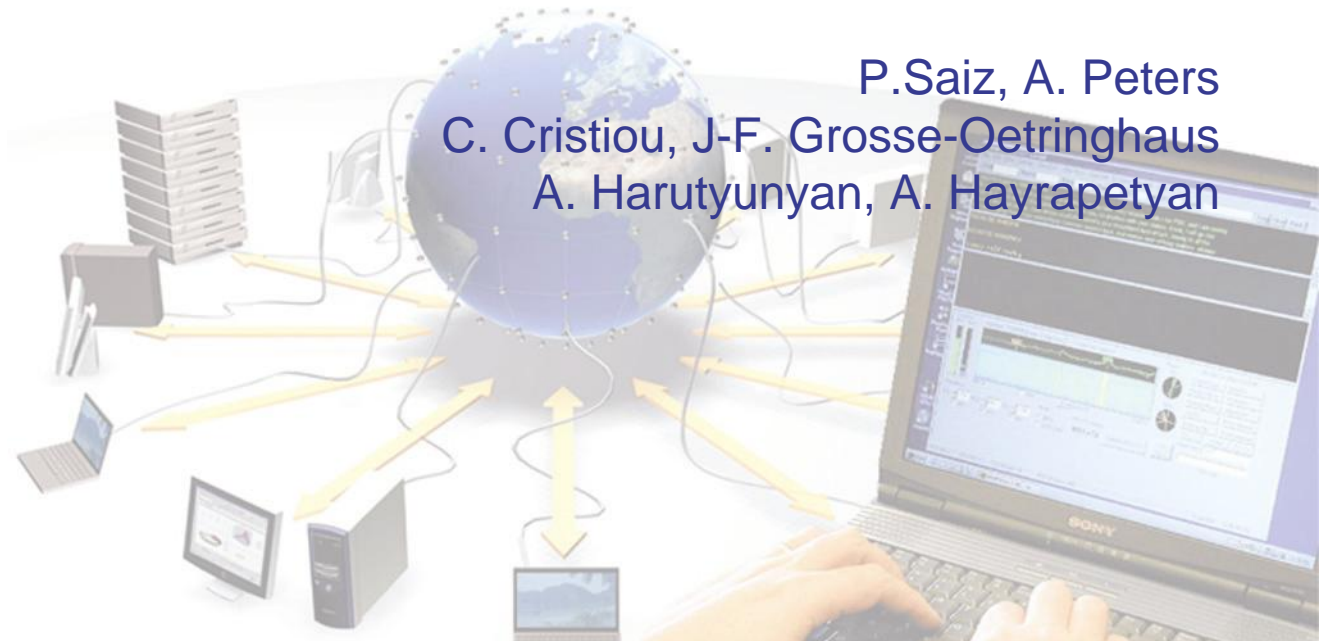 P.Saiz, A. Peters
C. Cristiou, J-F. Grosse-Oetringhaus
A. Harutyunyan, A. Hayrapetyan
SONY